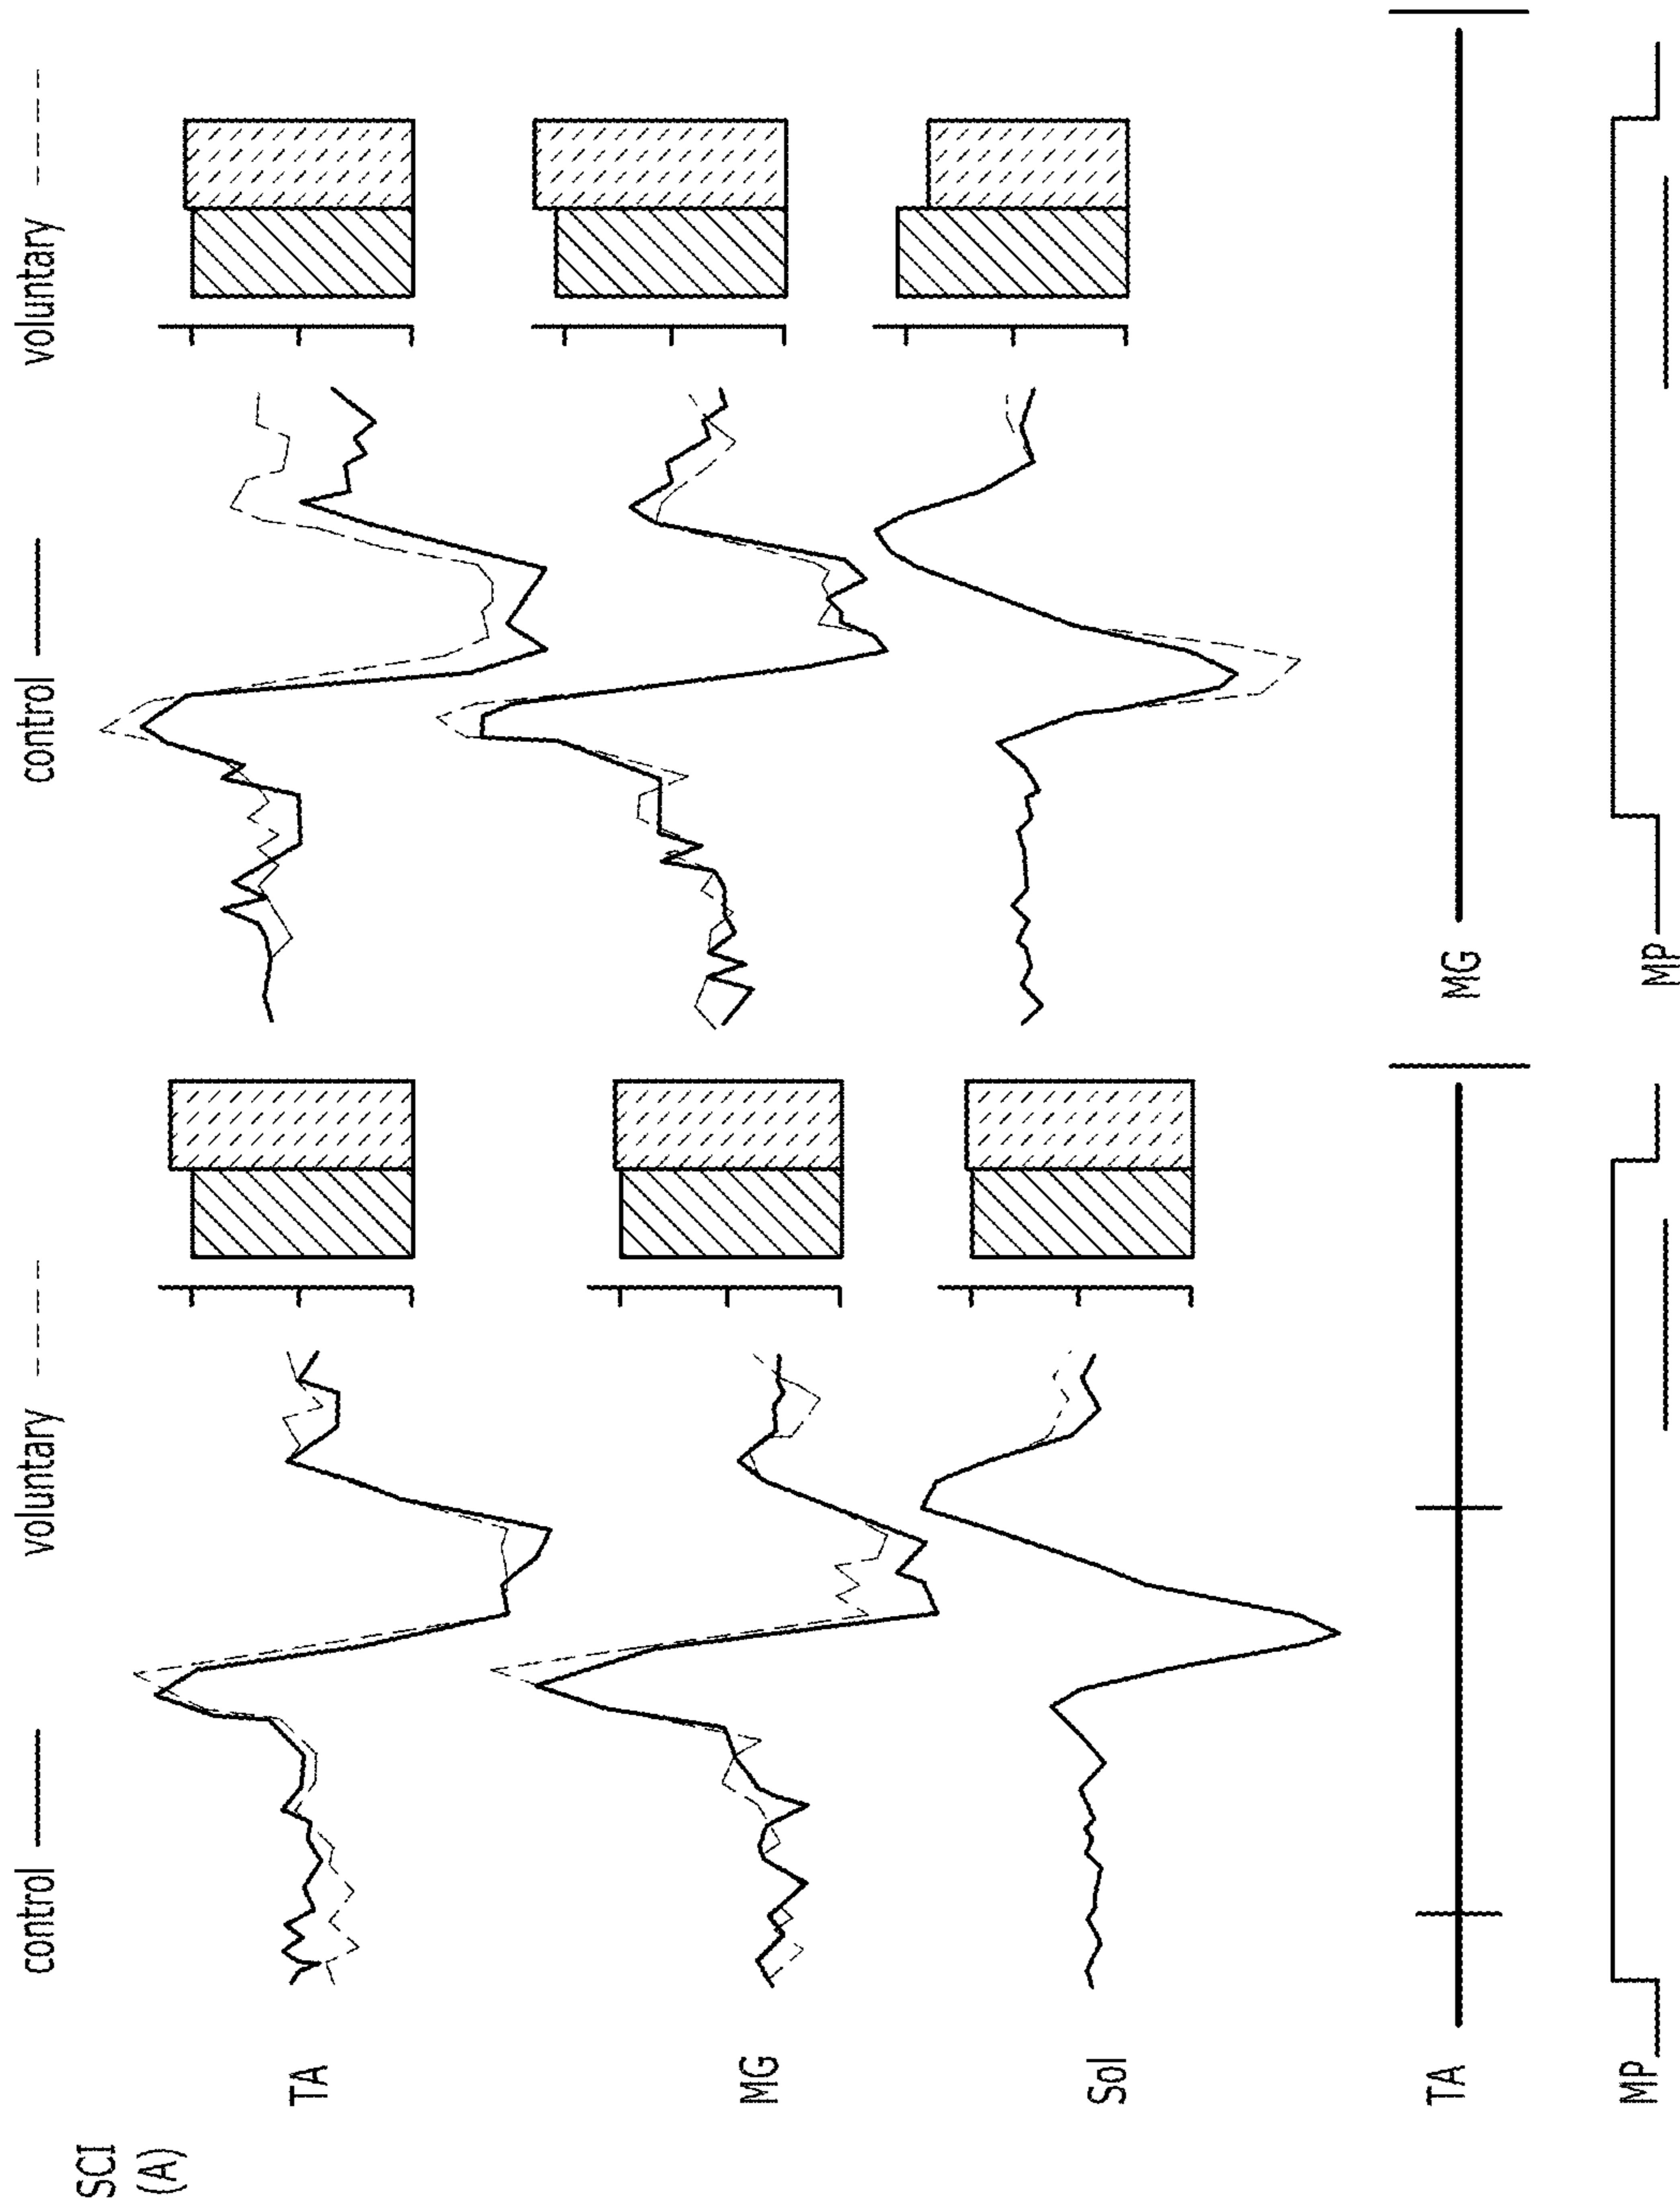 SCI
(A)
control
voluntary
control
voluntary
TA
MG
Sol
TA
MG
MP
MP